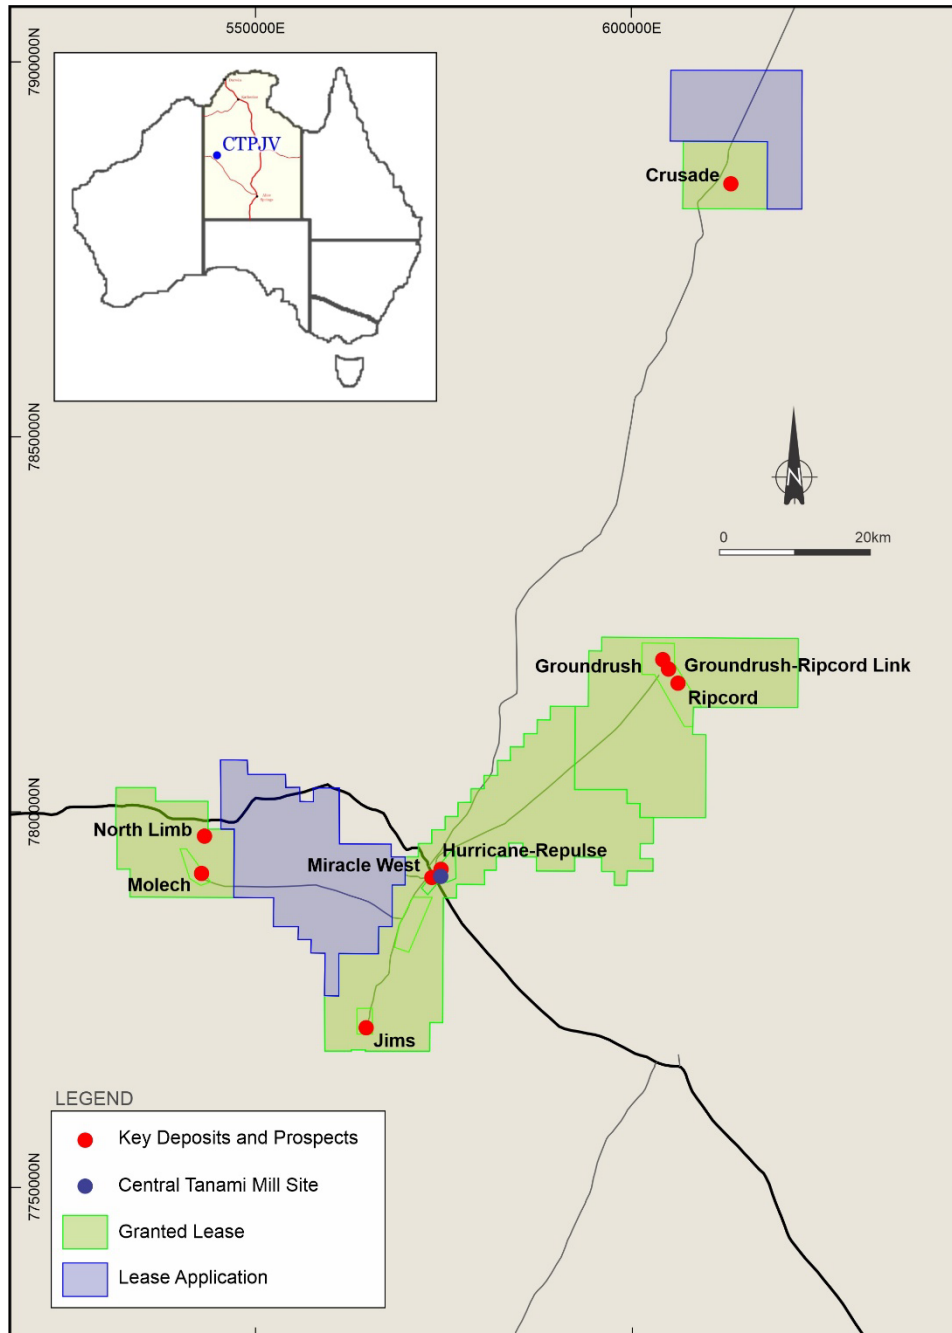 550000E
600000E
7900000N
CTPJV
Crusade
7850000N
N
0
20km
Groundrush
Groundrush-Ripcord Link
Ripcord
7800000N
North Limb
Hurricane-Repulse
Miracle West
Molech
Jims
LEGEND
Key Deposits and Prospects
7750000N
Central Tanami Mill Site
Granted Lease
Lease Application